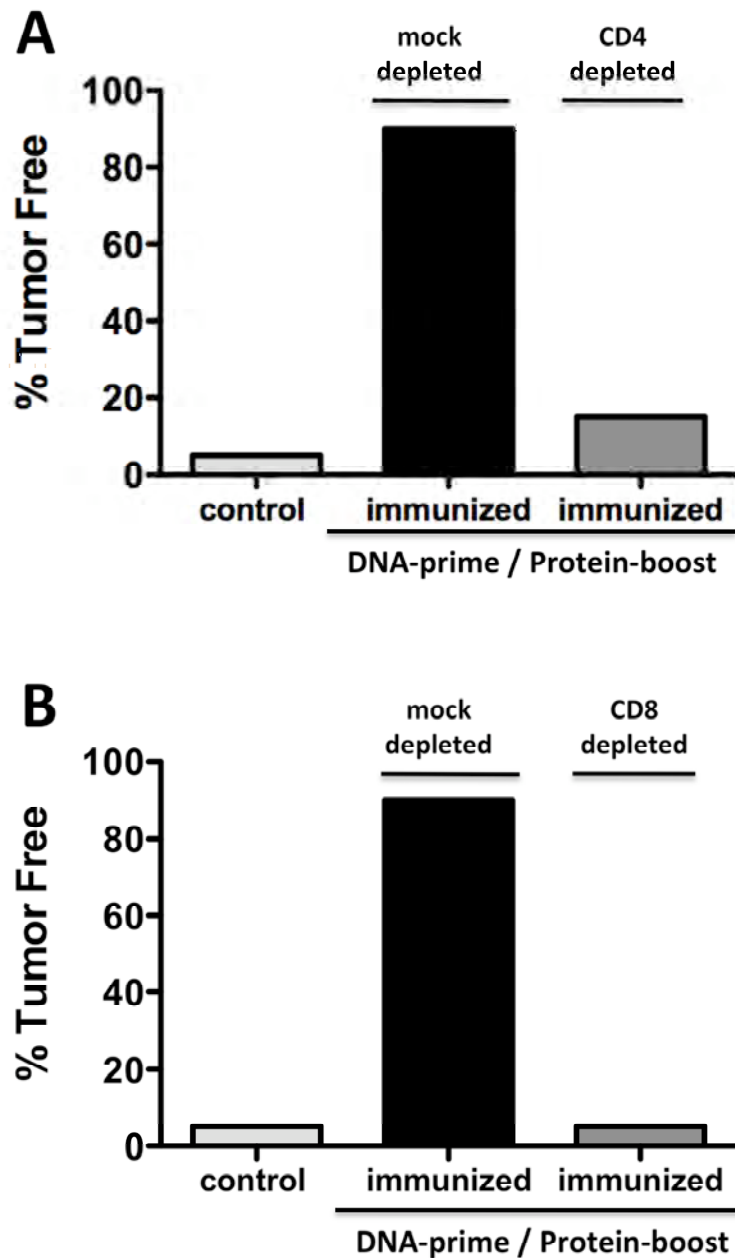 A
mock
depleted
CD4
depleted
% Tumor Free
100
80
60
40
20
0
control
immunized
immunized
DNA-prime / Protein-boost
B
mock
depleted
CD8
depleted
% Tumor Free
100
80
60
40
20
0
control
immunized
immunized
DNA-prime / Protein-boost